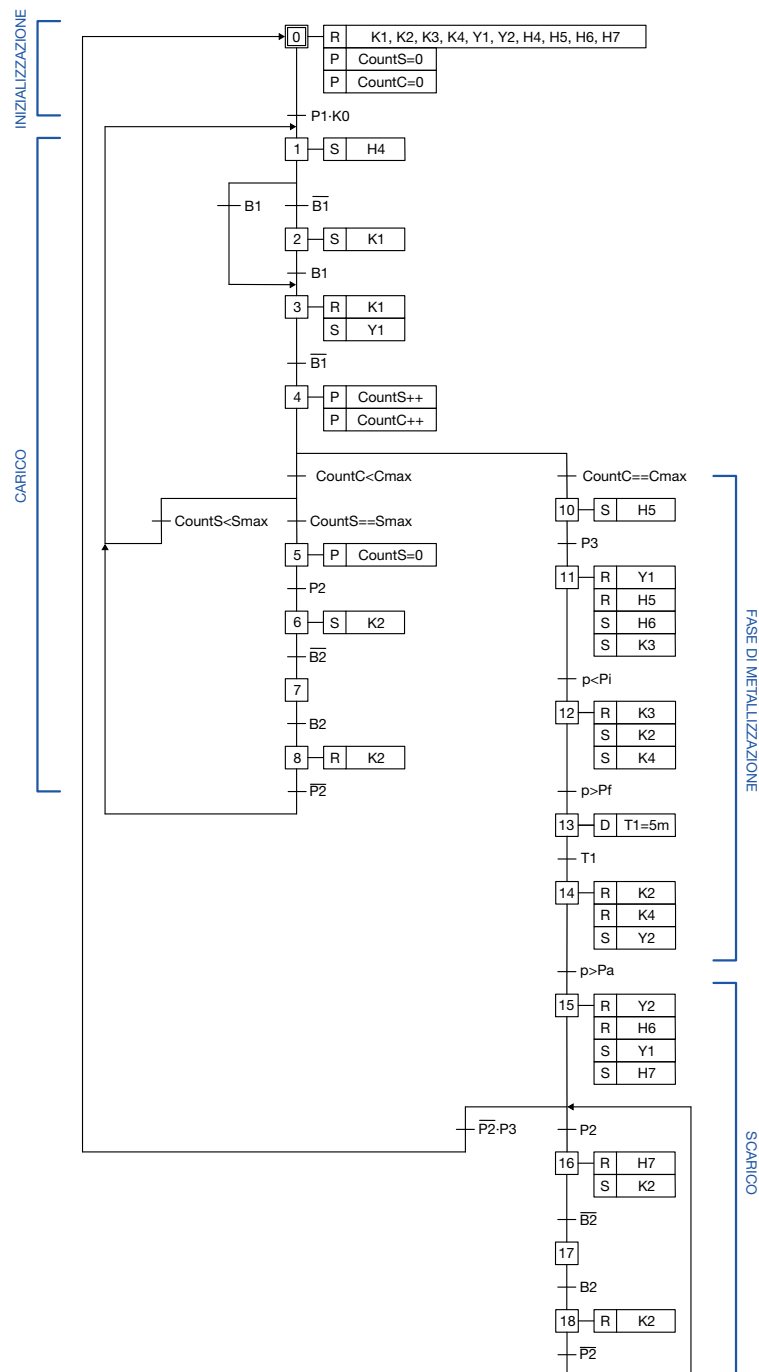 INIZIALIZZAZIONE
0 R K1, K2, K3, K4, Y1, Y2, H4, H5, H6, H7
P CountS=0
P CountC=0
P1·K0
CARICO
1 S H4
B1 B1̅
2 S K1
B1
3 R K1
S Y1
B1̅
4 P CountS++
P CountC++
CountC<Cmax CountC==Cmax
CountS<Smax CountS==Smax
5 P CountS=0
P2
6 S K2
B2̅
7
B2
8 R K2
P2̅
FASE DI METALLIZZAZIONE
10 S H5
P3
11 R Y1
R H5
S H6
S K3
p<Pi
12 R K3
S K2
S K4
p>Pf
13 D T1=5m
T1
14 R K2
R K4
S Y2
p>Pa
SCARICO
15 R Y2
R H6
S Y1
S H7
P2̅·P3 P2
16 R H7
S K2
B2̅
17
B2
18 R K2
P2̅